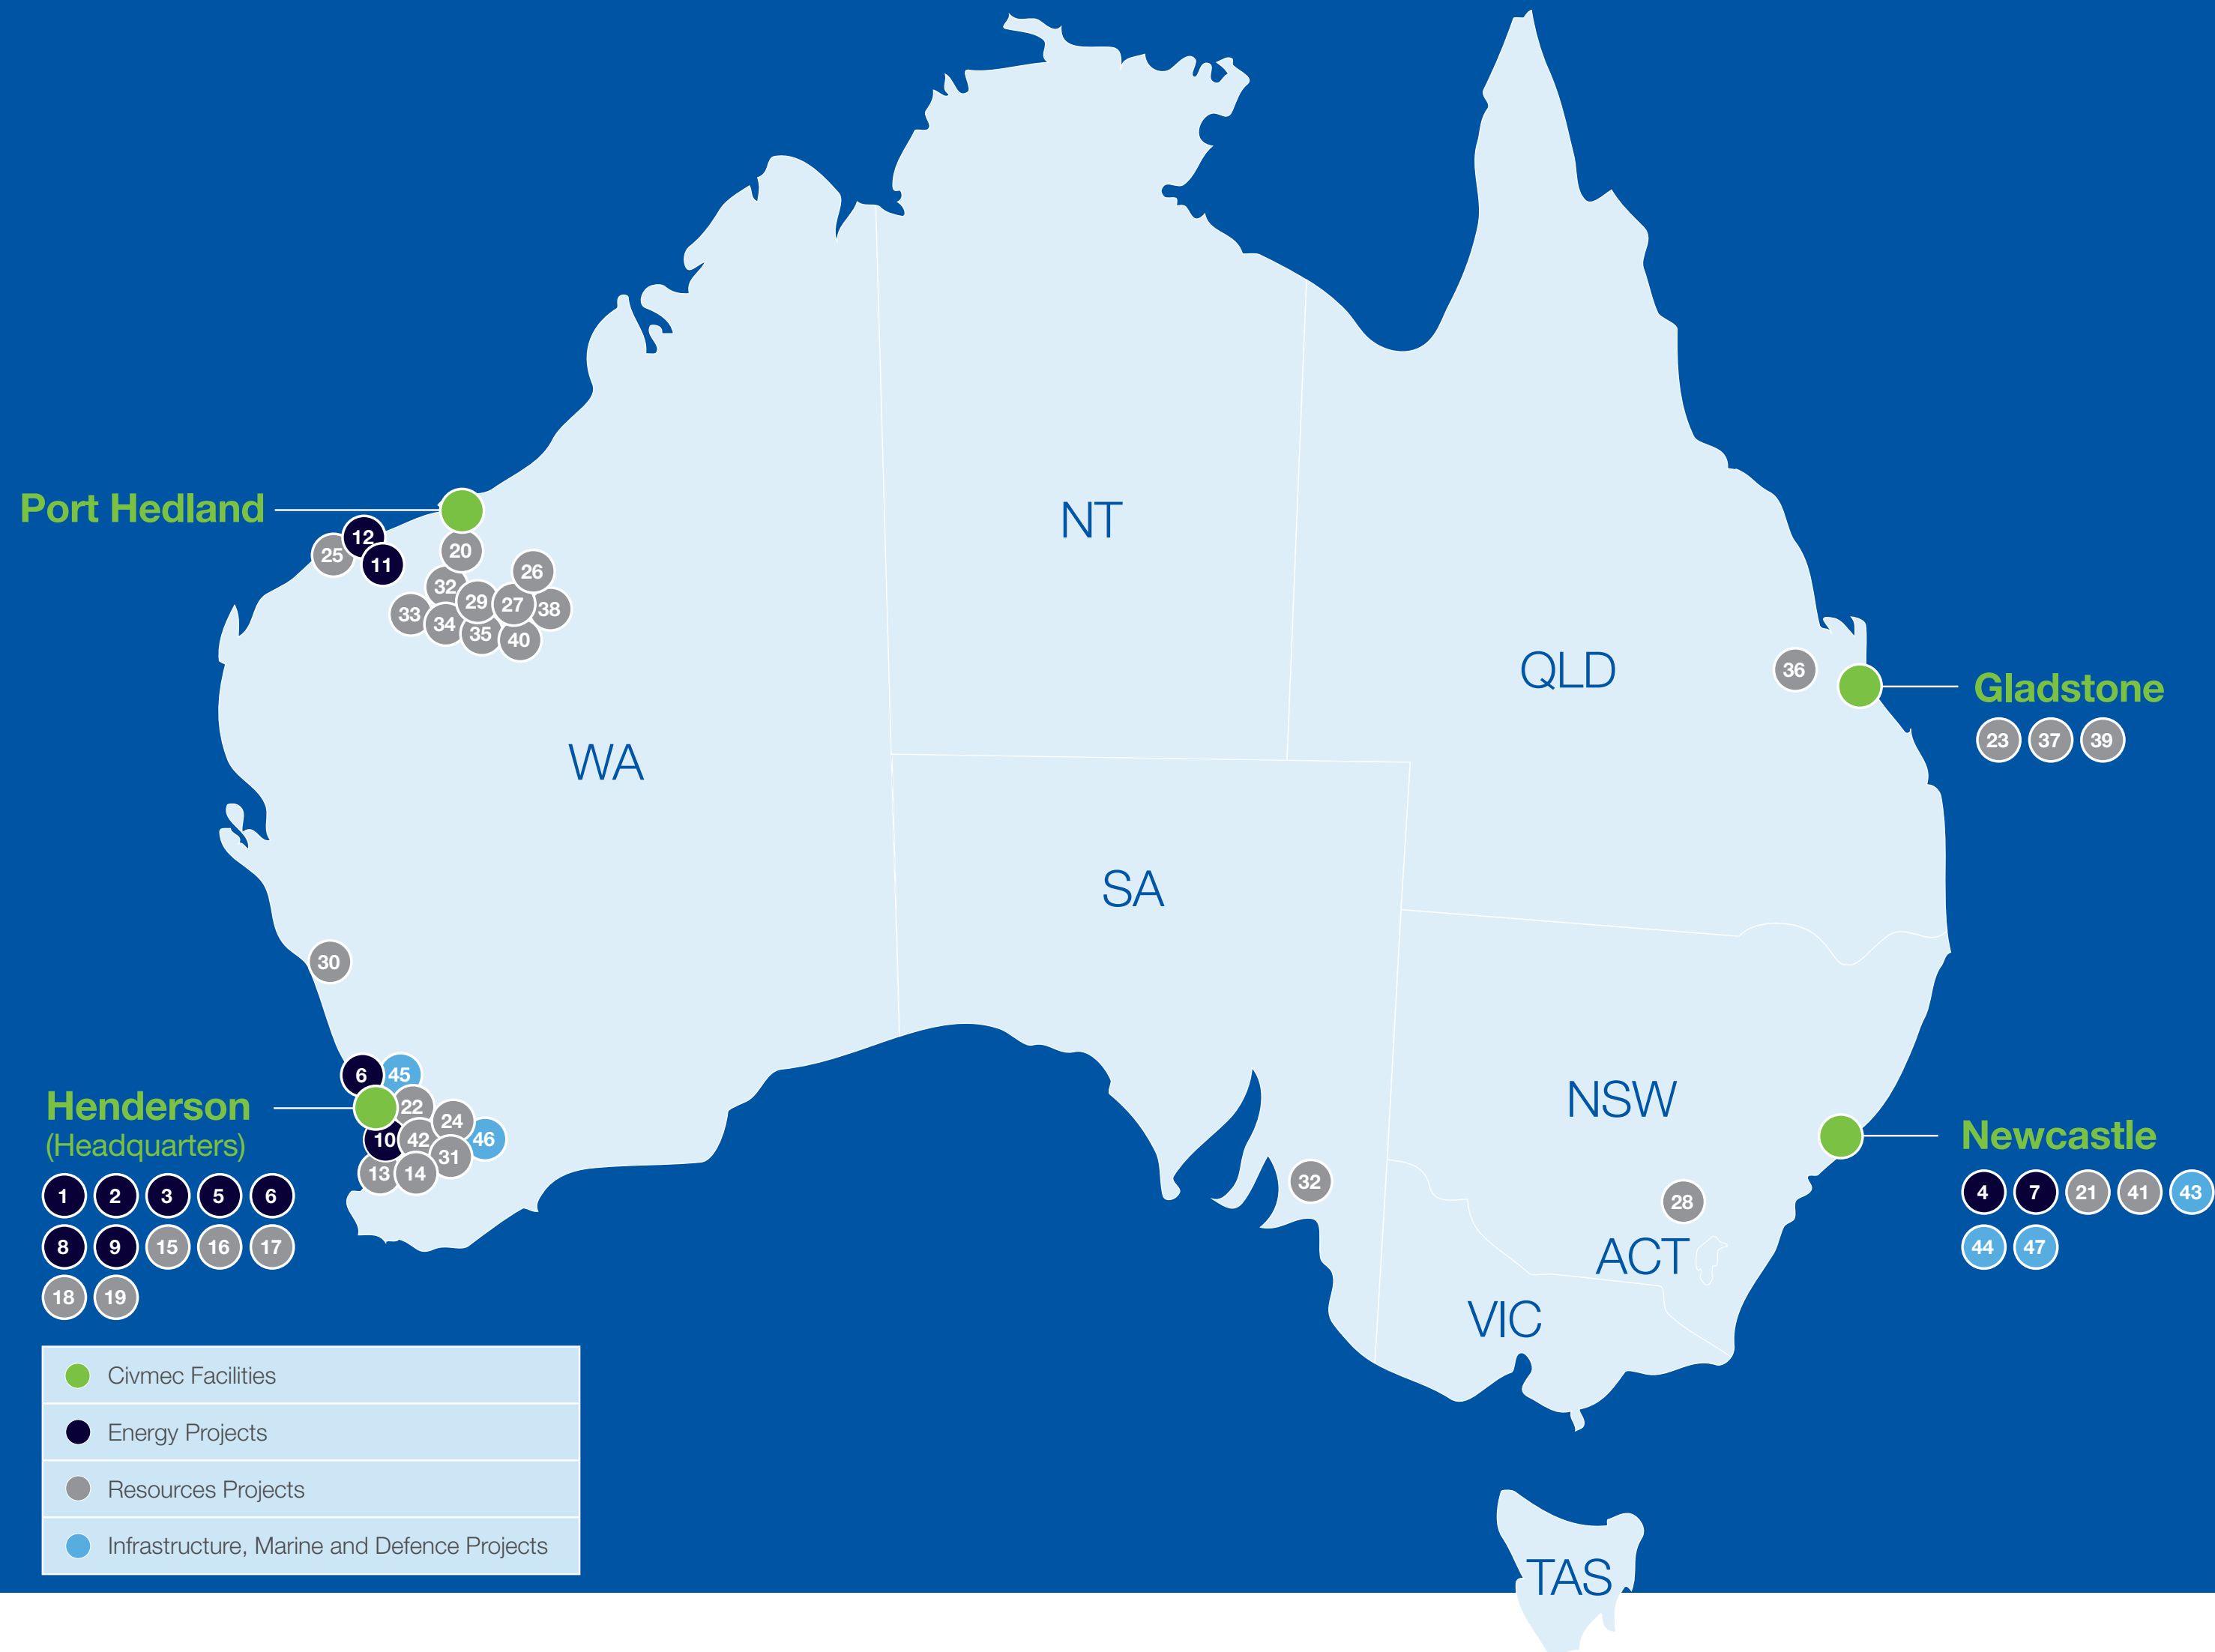 NT
Port Hedland
12
25
11
20
26
32
29
27
38
33
34
35
40
QLD
36
Gladstone
23 37 39
WA
SA
30
6
45
NSW
Henderson
(Headquarters)
22
24
10
42
46
31
13
14
1 2 3 5 6
8 9 15 16 17
18 19
Newcastle
4 7 21 41 43
44 47
32
28
ACT
VIC
Civmec Facilities
Energy Projects
Resources Projects
Infrastructure, Marine and Defence Projects
TAS